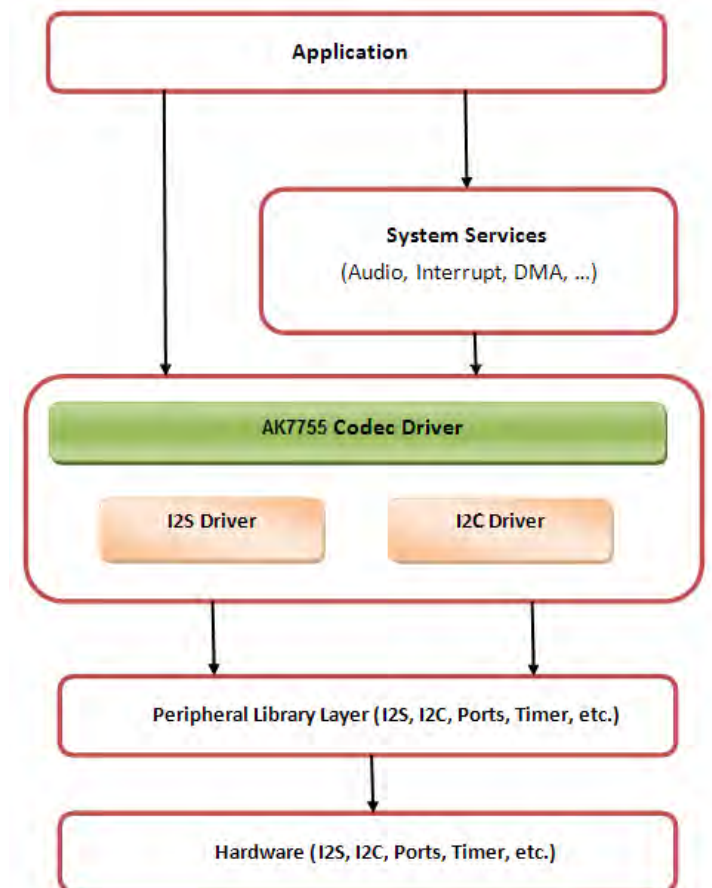 Application
System Services
(Audio, Interrupt, DMA, ...)
AK7755 Codec Driver
I2S Driver
I2C Driver
Peripheral Library Layer (I2S, I2C, Ports, Timer, etc.)
Hardware (I2S, I2C, Ports, Timer, etc.)